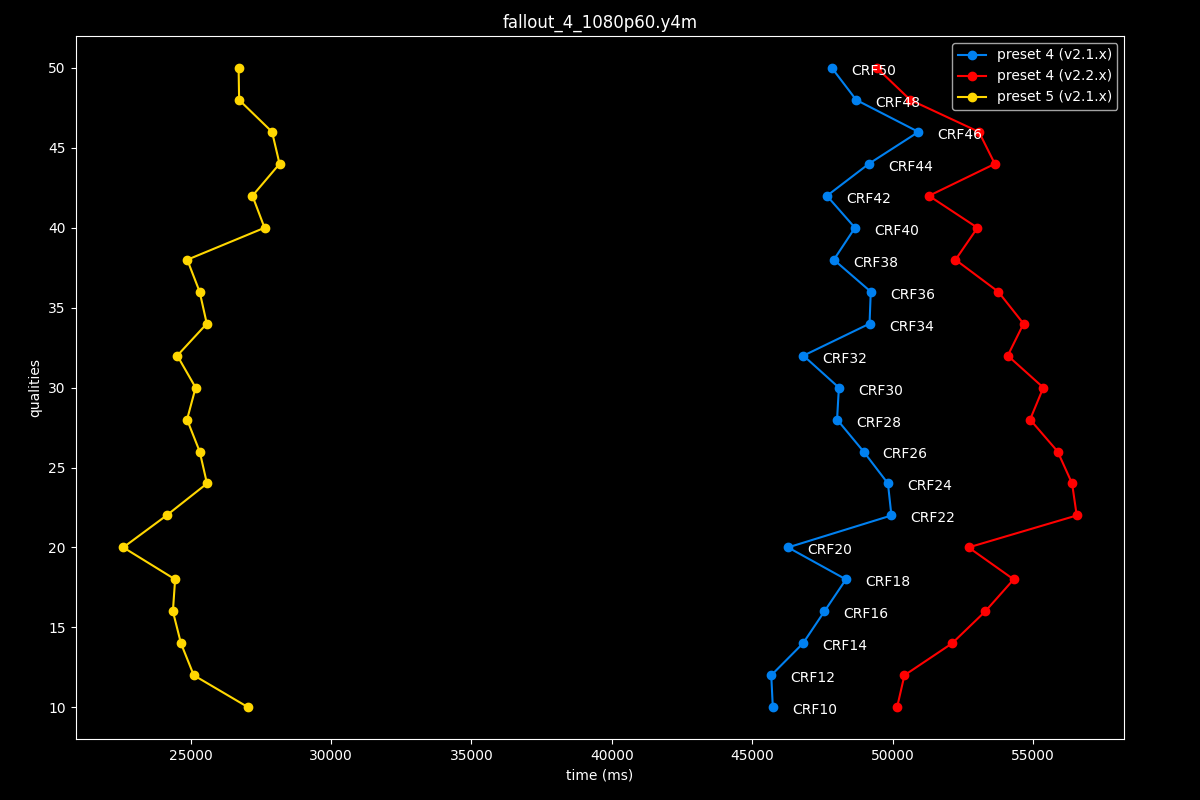 fallout_4_1080p60.y4m
preset 4 (v2.1.x)
preset 4 (v2.2.x)
preset 5 (v2.1.x)
50
45
40
35
30
25
20
15
10
qualities
CRF50
CRF48
CRF46
CRF44
CRF42
CRF40
CRF38
CRF36
CRF34
CRF32
CRF30
CRF28
CRF26
CRF24
CRF22
CRF20
CRF18
CRF16
CRF14
CRF12
CRF10
25000 30000 35000 40000 45000 50000 55000
time (ms)